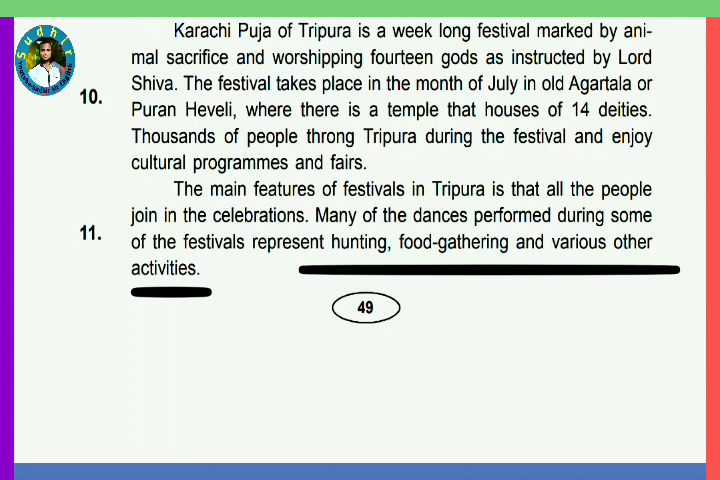 Sudhir
Karachi Puja of Tripura is a week long festival marked by ani-
mal sacrifice and worshipping fourteen gods as instructed by Lord
Shiva. The festival takes place in the month of July in old Agartala or
10.
Puran Heveli, where there is a temple that houses of 14 deities.
Thousands of people throng Tripura during the festival and enjoy
cultural programmes and fairs.
The main features of festivals in Tripura is that all the people
join in the celebrations. Many of the dances performed during some
11.
of the festivals represent hunting, food-gathering and various other
activities.
49